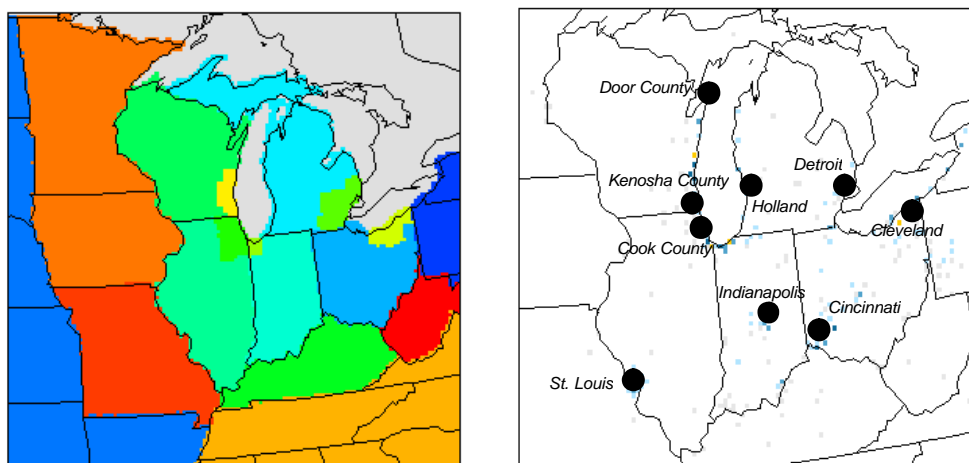 Door County
Detroit
Kenosha County
Holland
Cleveland
Cook County
Indianapolis
Cincinnati
St. Louis